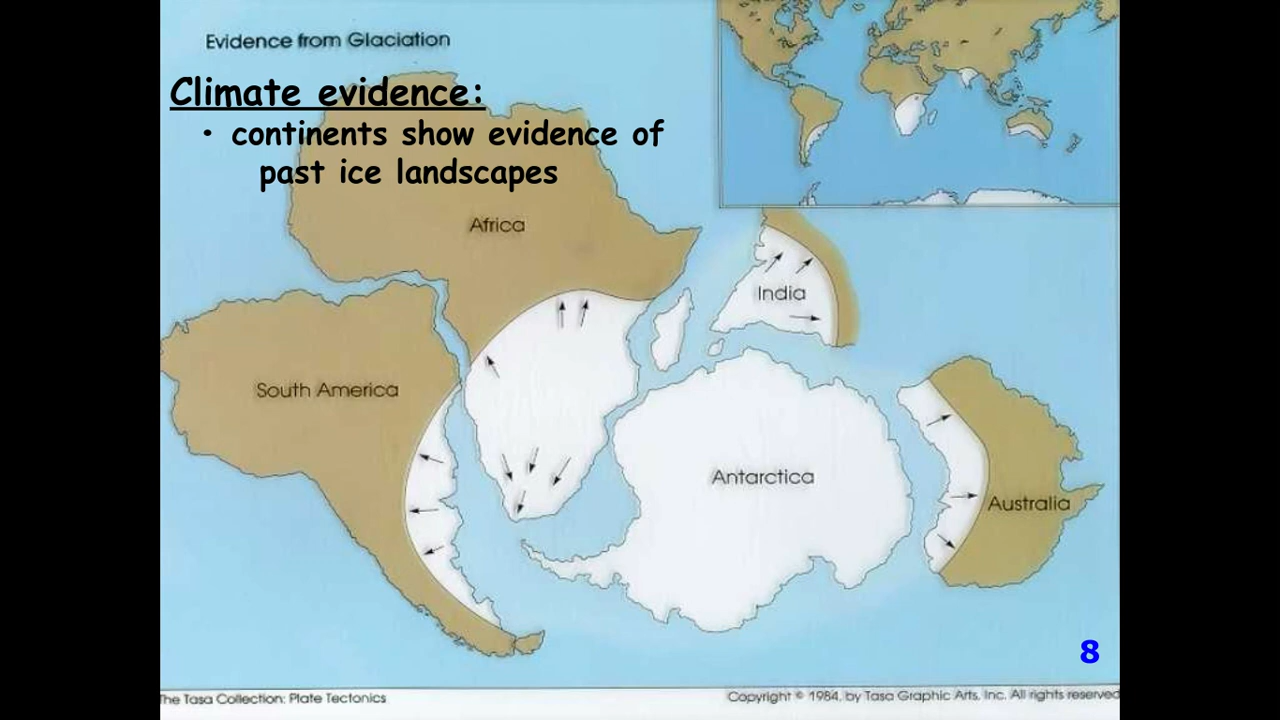 Evidence from Glaciation
Climate evidence:
• continents show evidence of
past ice landscapes
Africa
India
South America
Antarctica
Australia
8
The Tasa Collection: Plate Tectonics
Copyright © 1984, by Tasa Graphic Arts, Inc. All rights reserved